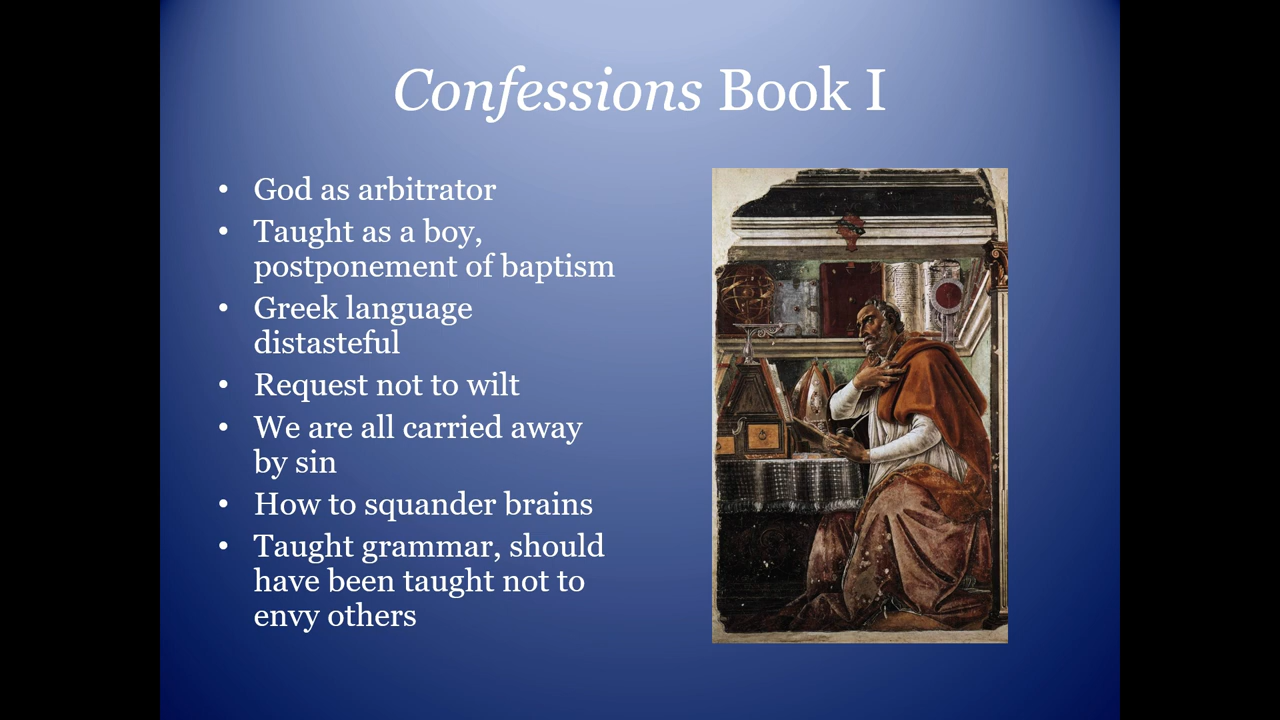 Confessions Book I
• God as arbitrator
• Taught as a boy,
postponement of baptism
• Greek language
distasteful
• Request not to wilt
• We are all carried away
by sin
• How to squander brains
• Taught grammar, should
have been taught not to
envy others